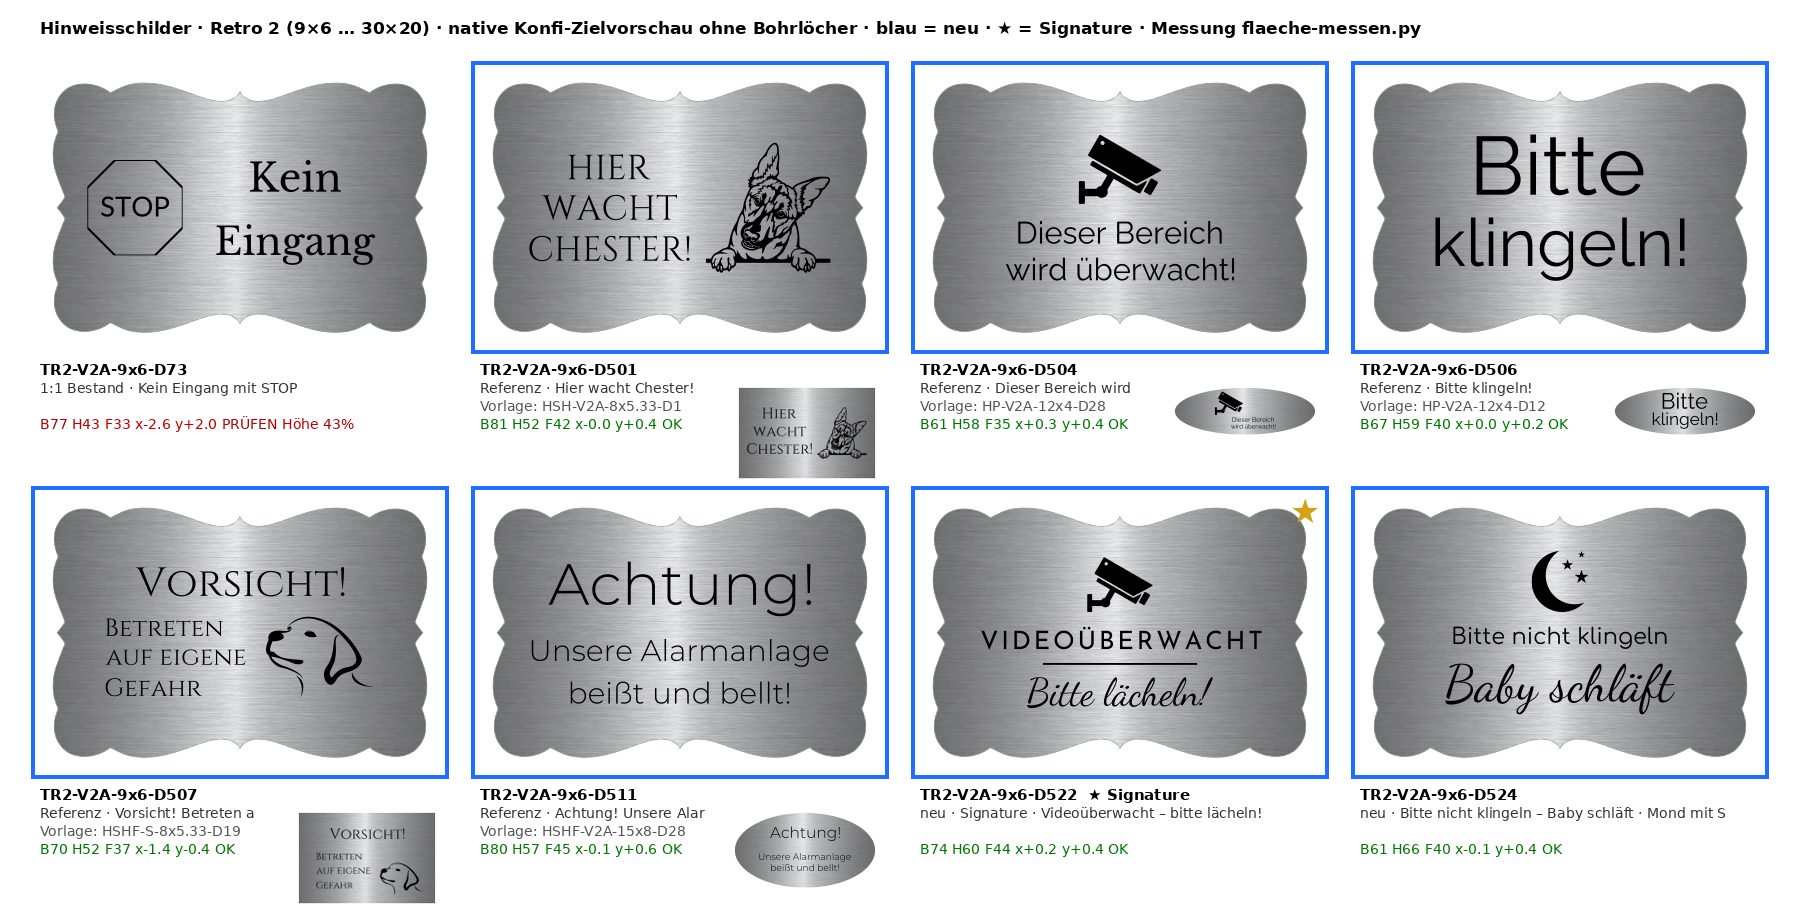 Hinweisschilder · Retro 2 (9×6 … 30×20) · native Konfi-Zielvorschau ohne Bohrlöcher · blau = neu · ★ = Signature · Messung flaeche-messen.py
STOP
Kein
Eingang
TR2-V2A-9x6-D73
1:1 Bestand · Kein Eingang mit STOP
B77 H43 F33 x-2.6 y+2.0 PRÜFEN Höhe 43%
HIER
WACHT
CHESTER!
TR2-V2A-9x6-D501
Referenz · Hier wacht Chester!
Vorlage: HSH-V2A-8x5.33-D1
B81 H52 F42 x-0.0 y+0.4 OK
HIER
WACHT
CHESTER!
Dieser Bereich
wird überwacht!
TR2-V2A-9x6-D504
Referenz · Dieser Bereich wird
Vorlage: HP-V2A-12x4-D28
B61 H58 F35 x+0.3 y+0.4 OK
Dieser Bereich
wird überwacht!
Bitte
klingeln!
TR2-V2A-9x6-D506
Referenz · Bitte klingeln!
Vorlage: HP-V2A-12x4-D12
B67 H59 F40 x+0.0 y+0.2 OK
Bitte
klingeln!
VORSICHT!
BETRETEN
AUF EIGENE
GEFAHR
TR2-V2A-9x6-D507
Referenz · Vorsicht! Betreten a
Vorlage: HSHF-S-8x5.33-D19
B70 H52 F37 x-1.4 y-0.4 OK
VORSICHT!
BETRETEN
AUF EIGENE
GEFAHR
Achtung!
Unsere Alarmanlage
beißt und bellt!
TR2-V2A-9x6-D511
Referenz · Achtung! Unsere Alar
Vorlage: HSHF-V2A-15x8-D28
B80 H57 F45 x-0.1 y+0.6 OK
Achtung!
Unsere Alarmanlage
beißt und bellt!
VIDEOÜBERWACHT
Bitte lächeln!
TR2-V2A-9x6-D522 ★ Signature
neu · Signature · Videoüberwacht – bitte lächeln!
B74 H60 F44 x+0.2 y+0.4 OK
Bitte nicht klingeln
Baby schläft
TR2-V2A-9x6-D524
neu · Bitte nicht klingeln – Baby schläft · Mond mit S
B61 H66 F40 x-0.1 y+0.4 OK